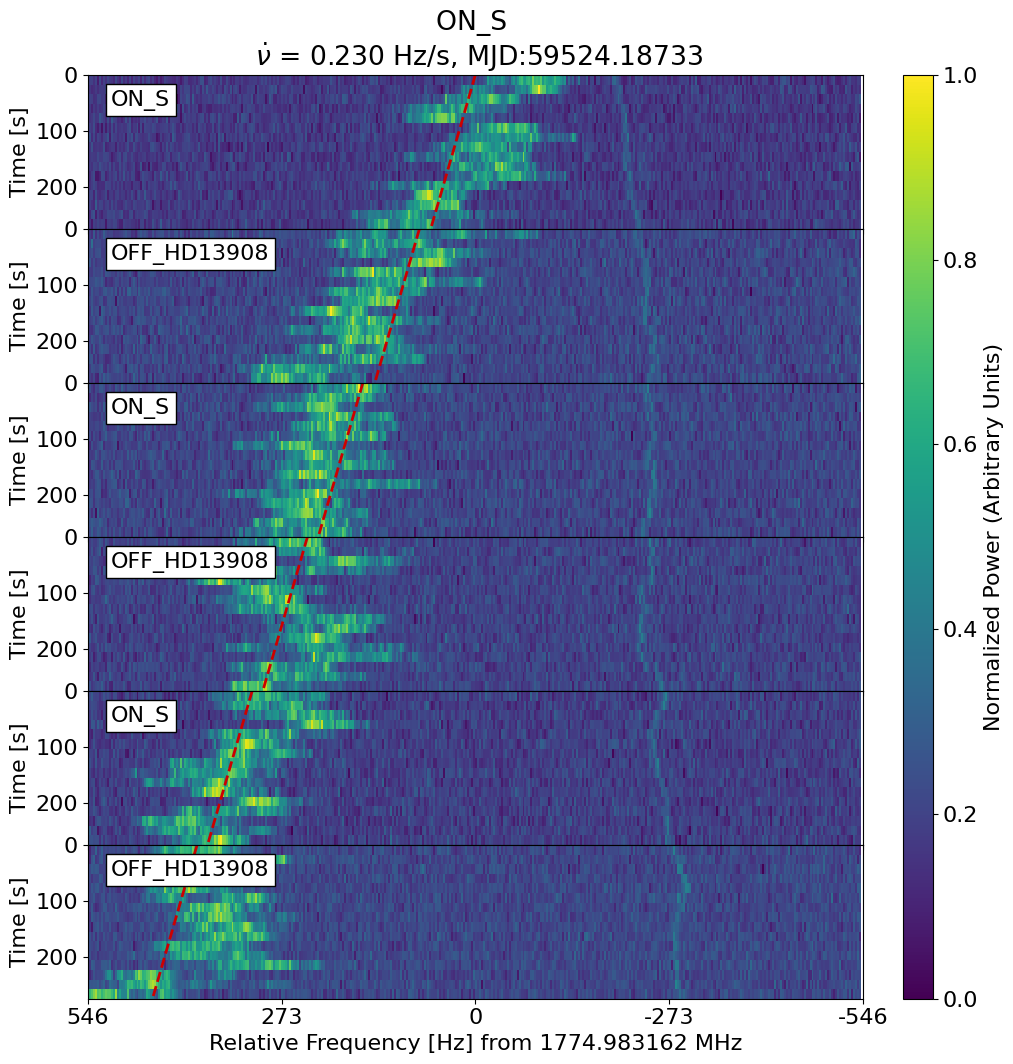 ON_S
ν̇ = 0.230 Hz/s, MJD:59524.18733
ON_S
OFF_HD13908
ON_S
OFF_HD13908
ON_S
OFF_HD13908
Time [s]
0
100
200
Time [s]
0
100
200
Time [s]
0
100
200
Time [s]
0
100
200
Time [s]
0
100
200
Time [s]
0
100
200
546 273 0 -273 -546
Relative Frequency [Hz] from 1774.983162 MHz
1.0
0.8
0.6
0.4
0.2
0.0
Normalized Power (Arbitrary Units)